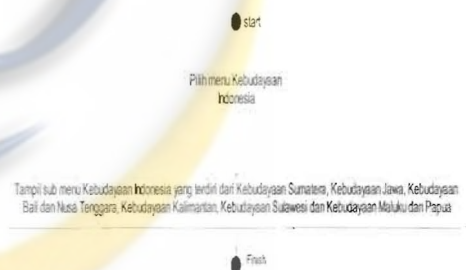 start
Pilih menu Kebudayaan
Indonesia
Tampil sub menu Kebudayaan Indonesia yang terdiri dari Kebudayaan Sumatera, Kebudayaan Jawa, Kebudayaan
Bali dan Nusa Tenggara, Kebudayaan Kalimantan, Kebudayaan Sulawesi dan Kebudayaan Maluku dan Papua
Finish